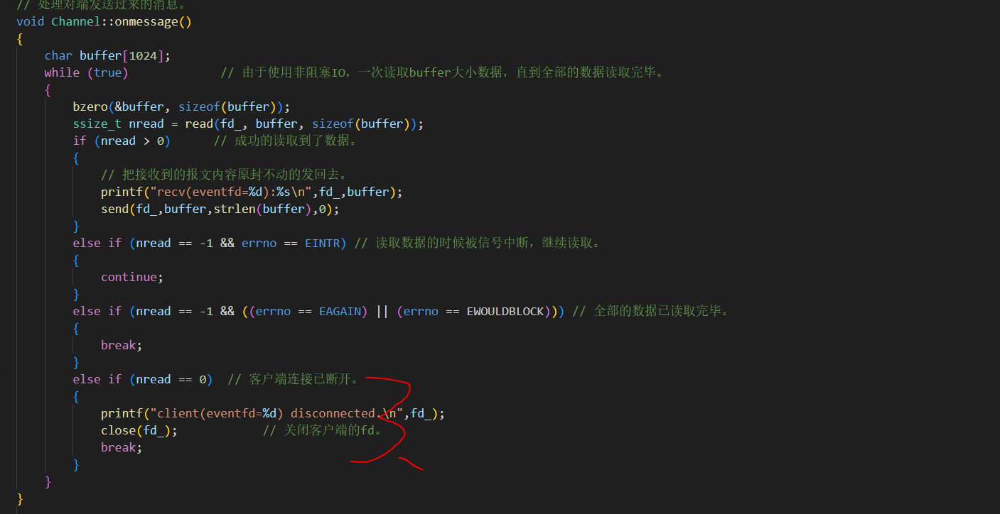 // 处理对端发送过来的消息。
void Channel::onmessage()
{
    char buffer[1024];
    while (true)             // 由于使用非阻塞IO，一次读取buffer大小数据，直到全部的数据读取完毕。
    {
        bzero(&buffer, sizeof(buffer));
        ssize_t nread = read(fd_, buffer, sizeof(buffer));
        if (nread > 0)      // 成功的读取到了数据。
        {
            // 把接收到的报文内容原封不动的发回去。
            printf("recv(eventfd=%d):%s\n",fd_,buffer);
            send(fd_,buffer,strlen(buffer),0);
        }
        else if (nread == -1 && errno == EINTR) // 读取数据的时候被信号中断，继续读取。
        {
            continue;
        }
        else if (nread == -1 && ((errno == EAGAIN) || (errno == EWOULDBLOCK))) // 全部的数据已读取完毕。
        {
            break;
        }
        else if (nread == 0)  // 客户端连接已断开。
        {
            printf("client(eventfd=%d) disconnected.\n",fd_);
            close(fd_);            // 关闭客户端的fd。
            break;
        }
    }
}